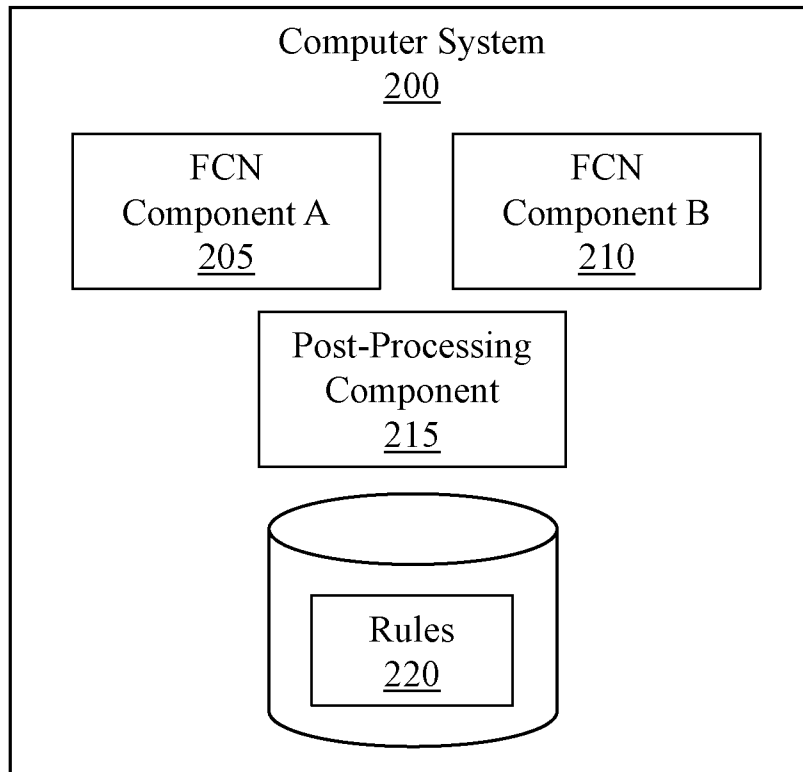 Computer System
200
FCN
Component A
205
FCN
Component B
210
Post-Processing
Component
215
Rules
220